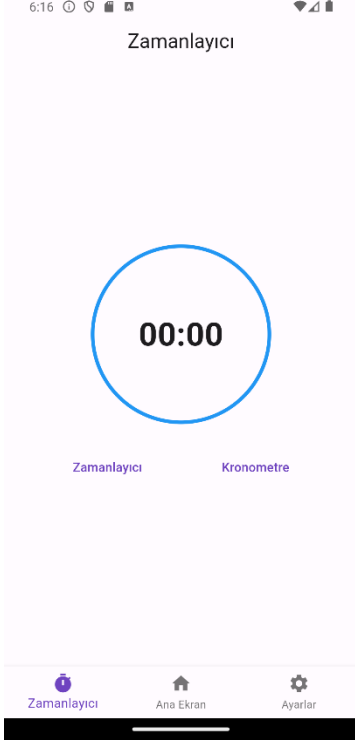 6:16
Zamanlayıcı
00:00
Zamanlayıcı Kronometre
Zamanlayıcı Ana Ekran Ayarlar